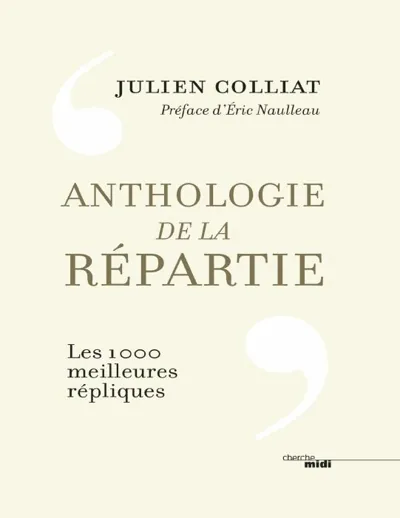 JULIEN COLLIAT
Préface d'Éric Naulleau
ANTHOLOGIE
DE LA
RÉPARTIE
Les 1000
meilleures
répliques
cherche
midi